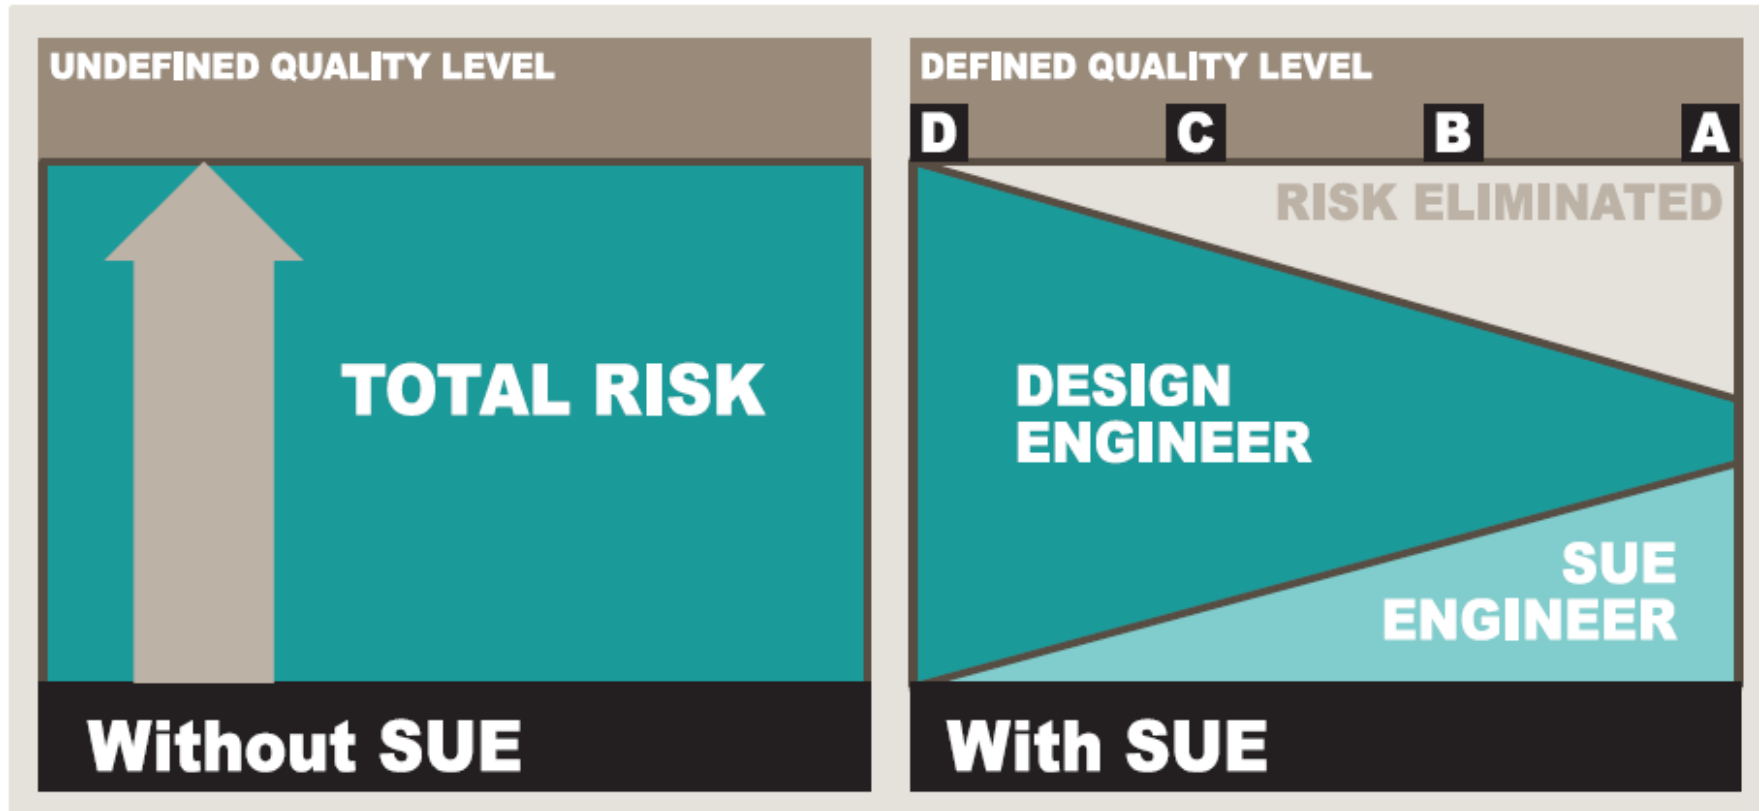 UNDEFINED QUALITY LEVEL
TOTAL RISK
Without SUE
DEFINED QUALITY LEVEL
D C B A
RISK ELIMINATED
DESIGN
ENGINEER
SUE
ENGINEER
With SUE